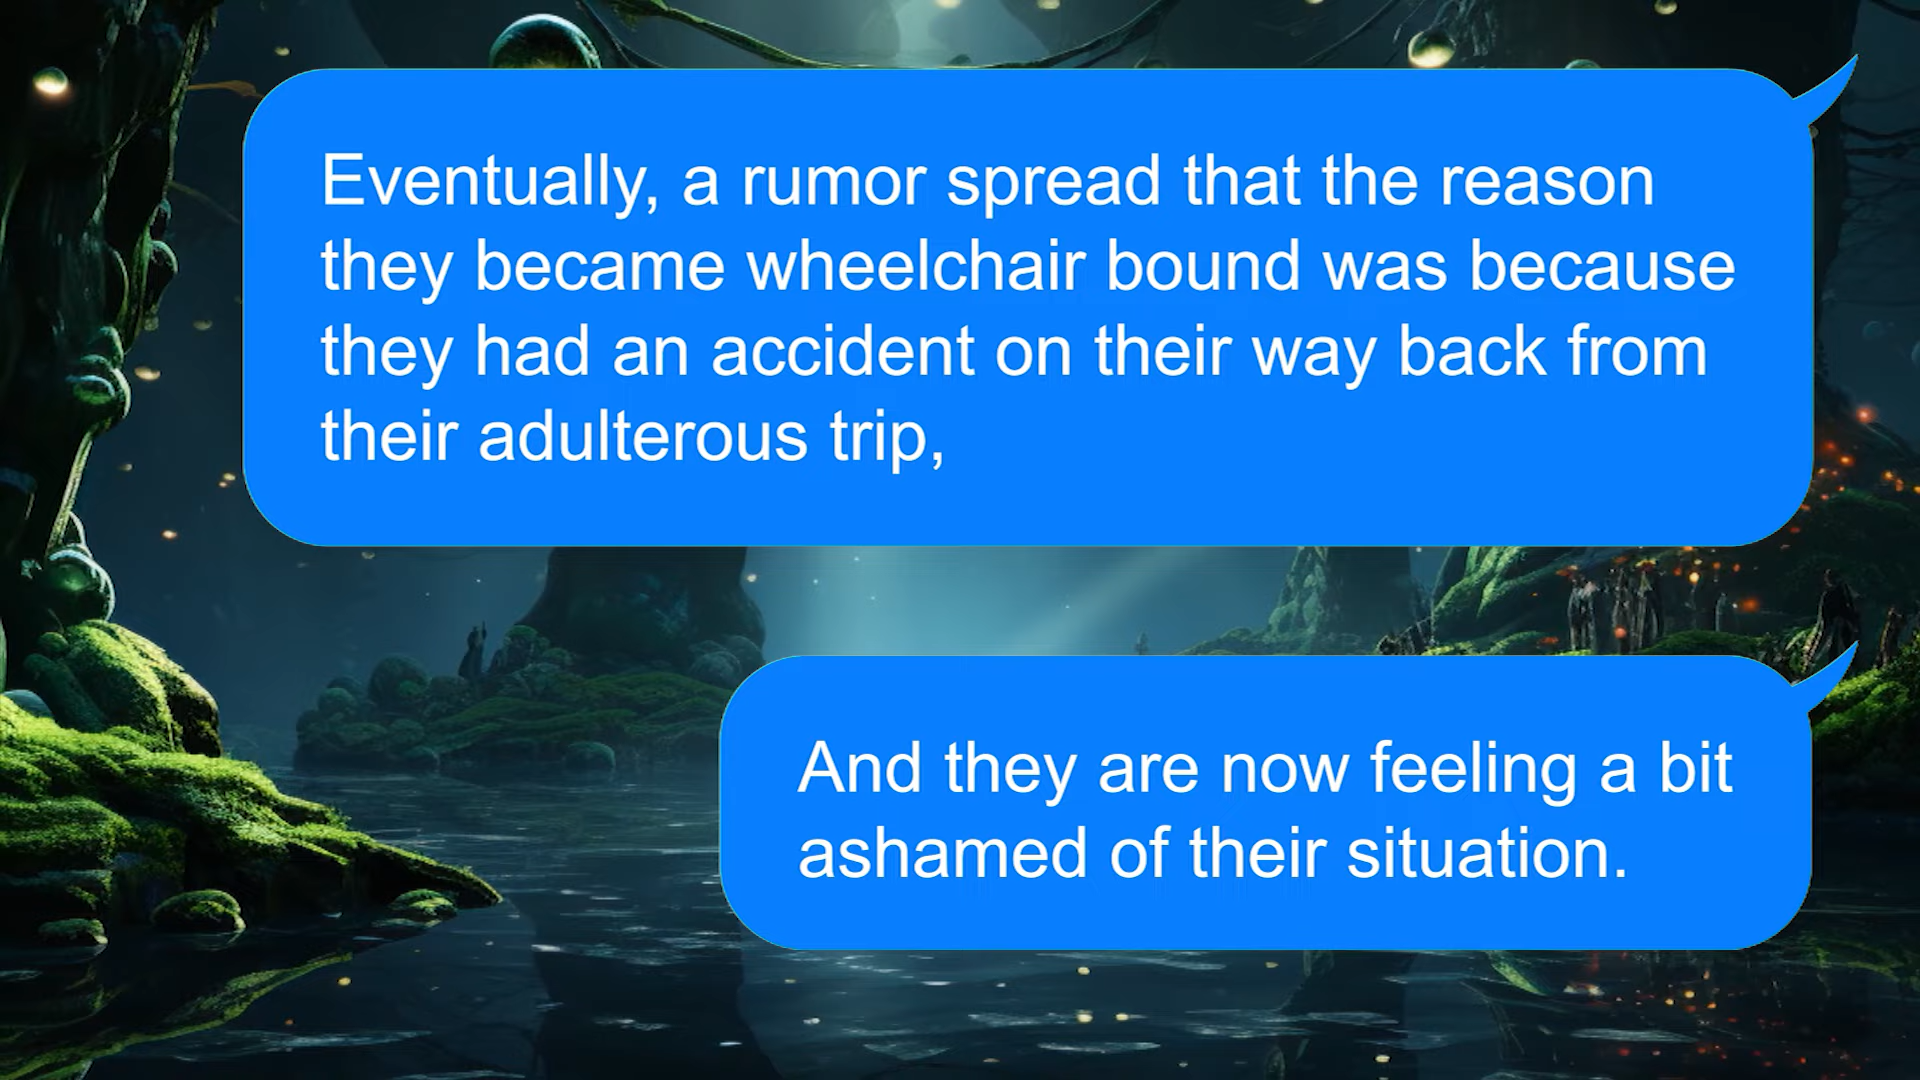 Eventually, a rumor spread that the reason
they became wheelchair bound was because
they had an accident on their way back from
their adulterous trip,
And they are now feeling a bit
ashamed of their situation.